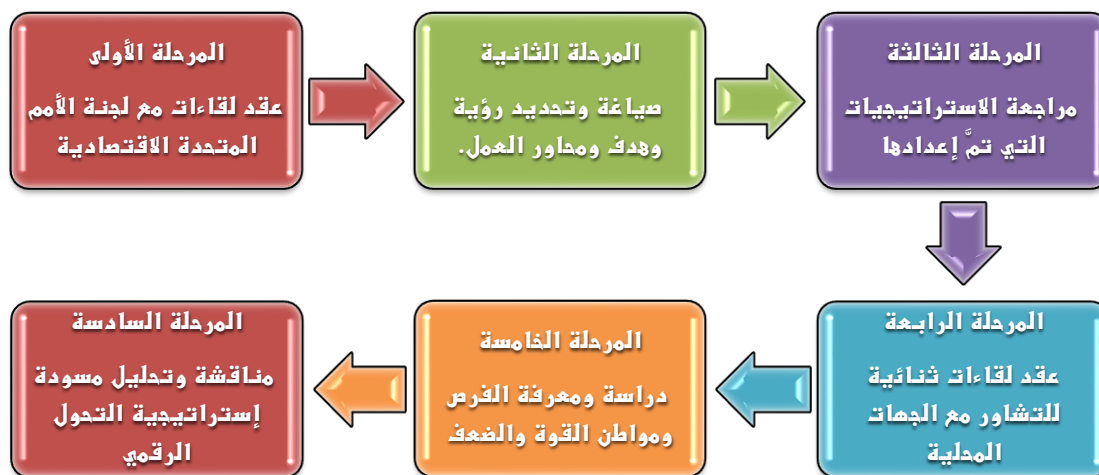 المرحلة الأولى
عقد لقاءات مع لجنة الأمم
المتحدة الاقتصادية
المرحلة الثانية
صياغة وتحديد رؤية
وهدف ومحاور العمل.
المرحلة الثالثة
مراجعة الاستراتيجيات
التي تمَّ إعدادها
المرحلة الرابعة
عقد لقاءات ثنائية
للتشاور مع الجهات
المحلية
المرحلة الخامسة
دراسة ومعرفة الفرص
ومواطن القوة والضعف
المرحلة السادسة
مناقشة وتحليل مسودة
إستراتيجية التحول
الرقمي